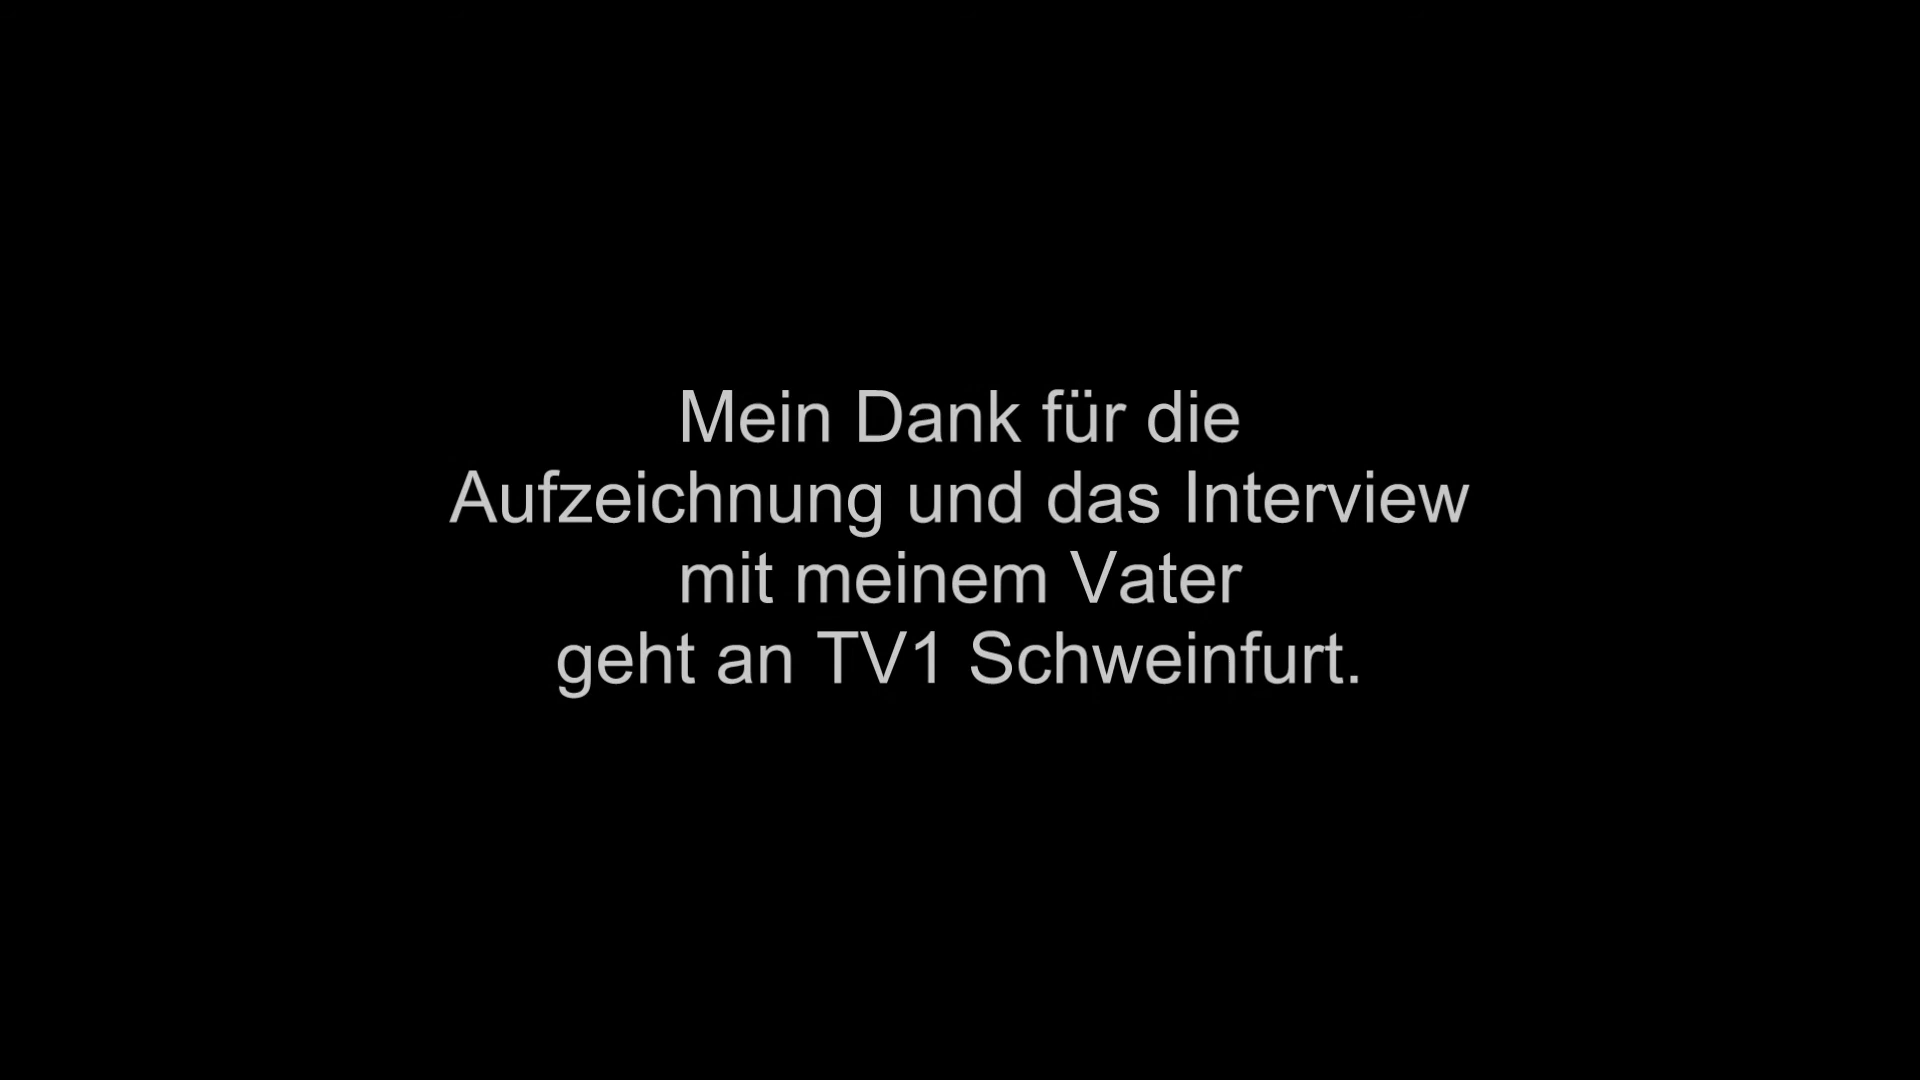 Mein Dank für die
Aufzeichnung und das Interview
mit meinem Vater
geht an TV1 Schweinfurt.